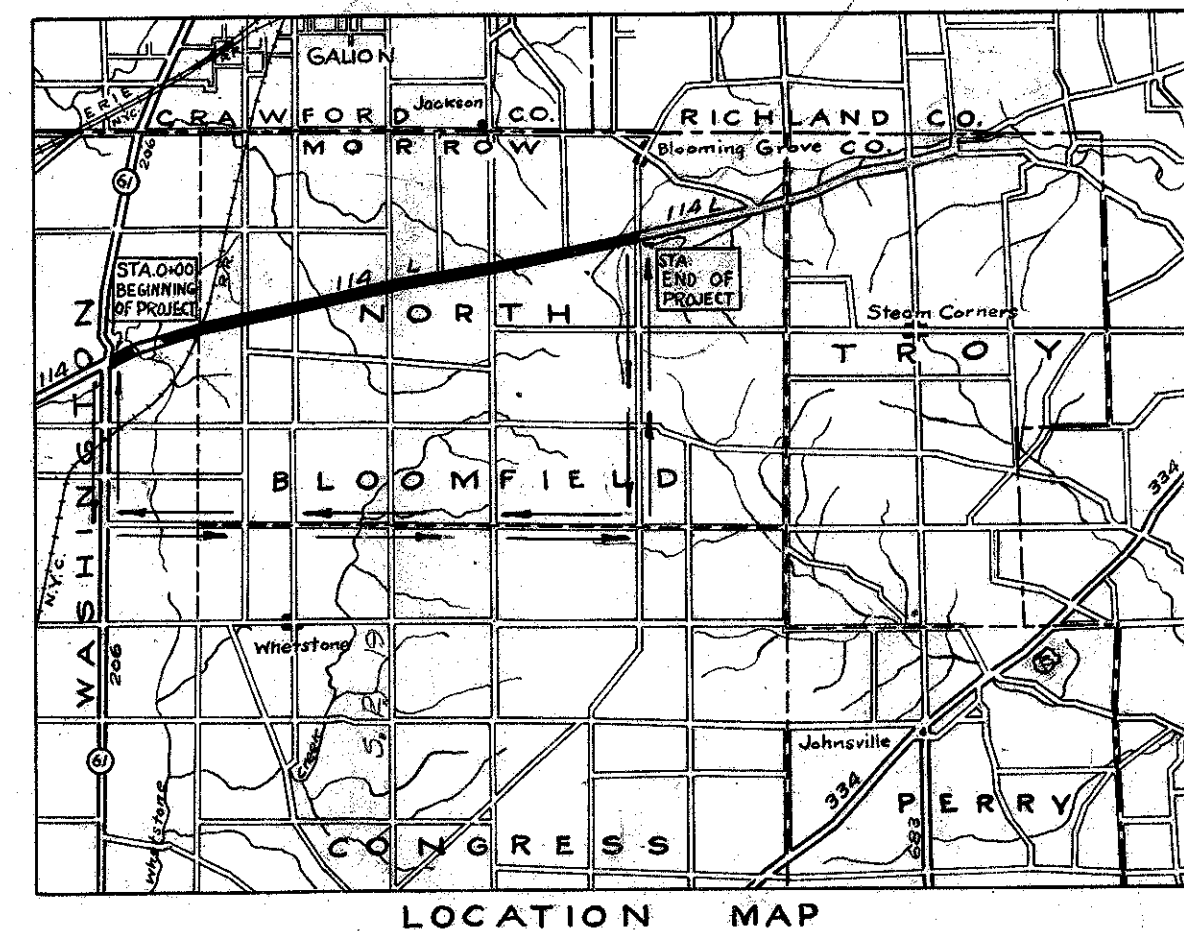 GALION
ERIE
N.Y.C.
R.R.
Jackson
CRAWFORD CO.
RICHLAND CO.
MORROW CO.
Blooming Grove
206
61
114 L
114 L
R.R.
STA. 0+00
BEGINNING
OF PROJECT
STA.
END OF
PROJECT
NORTH
Steam Corners
TROY
114
WASHINGTON
BLOOMFIELD
334
N.Y.C.
Whetstone
206
S. 29
Johnsville
61
Creek
334
PERRY
683
Whetstone
CONGRESS
LOCATION MAP